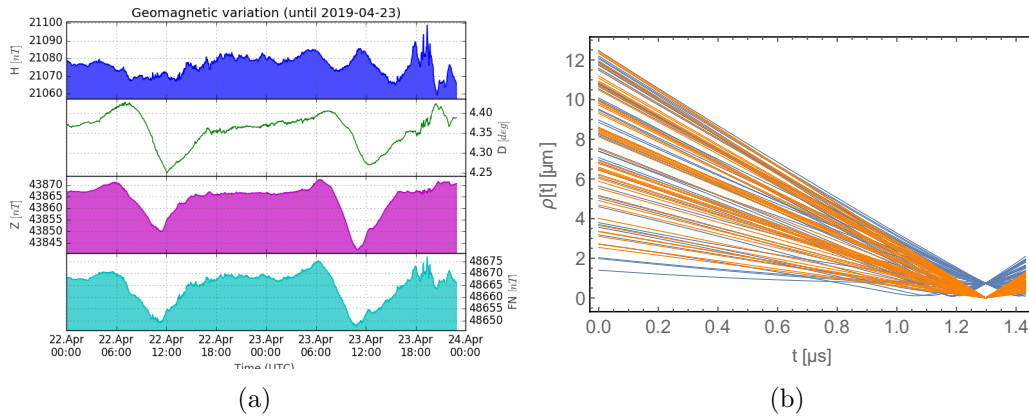 Geomagnetic variation (until 2019-04-23)
H [nT]
21100
21090
21080
21070
21060
4.40
4.35
4.30
4.25
D [deg]
Z [nT]
43870
43865
43860
43855
43850
43845
48675
48670
48665
48660
48655
48650
FN [nT]
22.Apr 22.Apr 22.Apr 22.Apr 23.Apr 23.Apr 23.Apr 23.Apr 24.Apr
00:00 06:00 12:00 18:00 00:00 06:00 12:00 18:00 00:00
Time (UTC)
(a)
ρ[t] [μm]
12
10
8
6
4
2
0
0.0 0.2 0.4 0.6 0.8 1.0 1.2 1.4
t [μs]
(b)